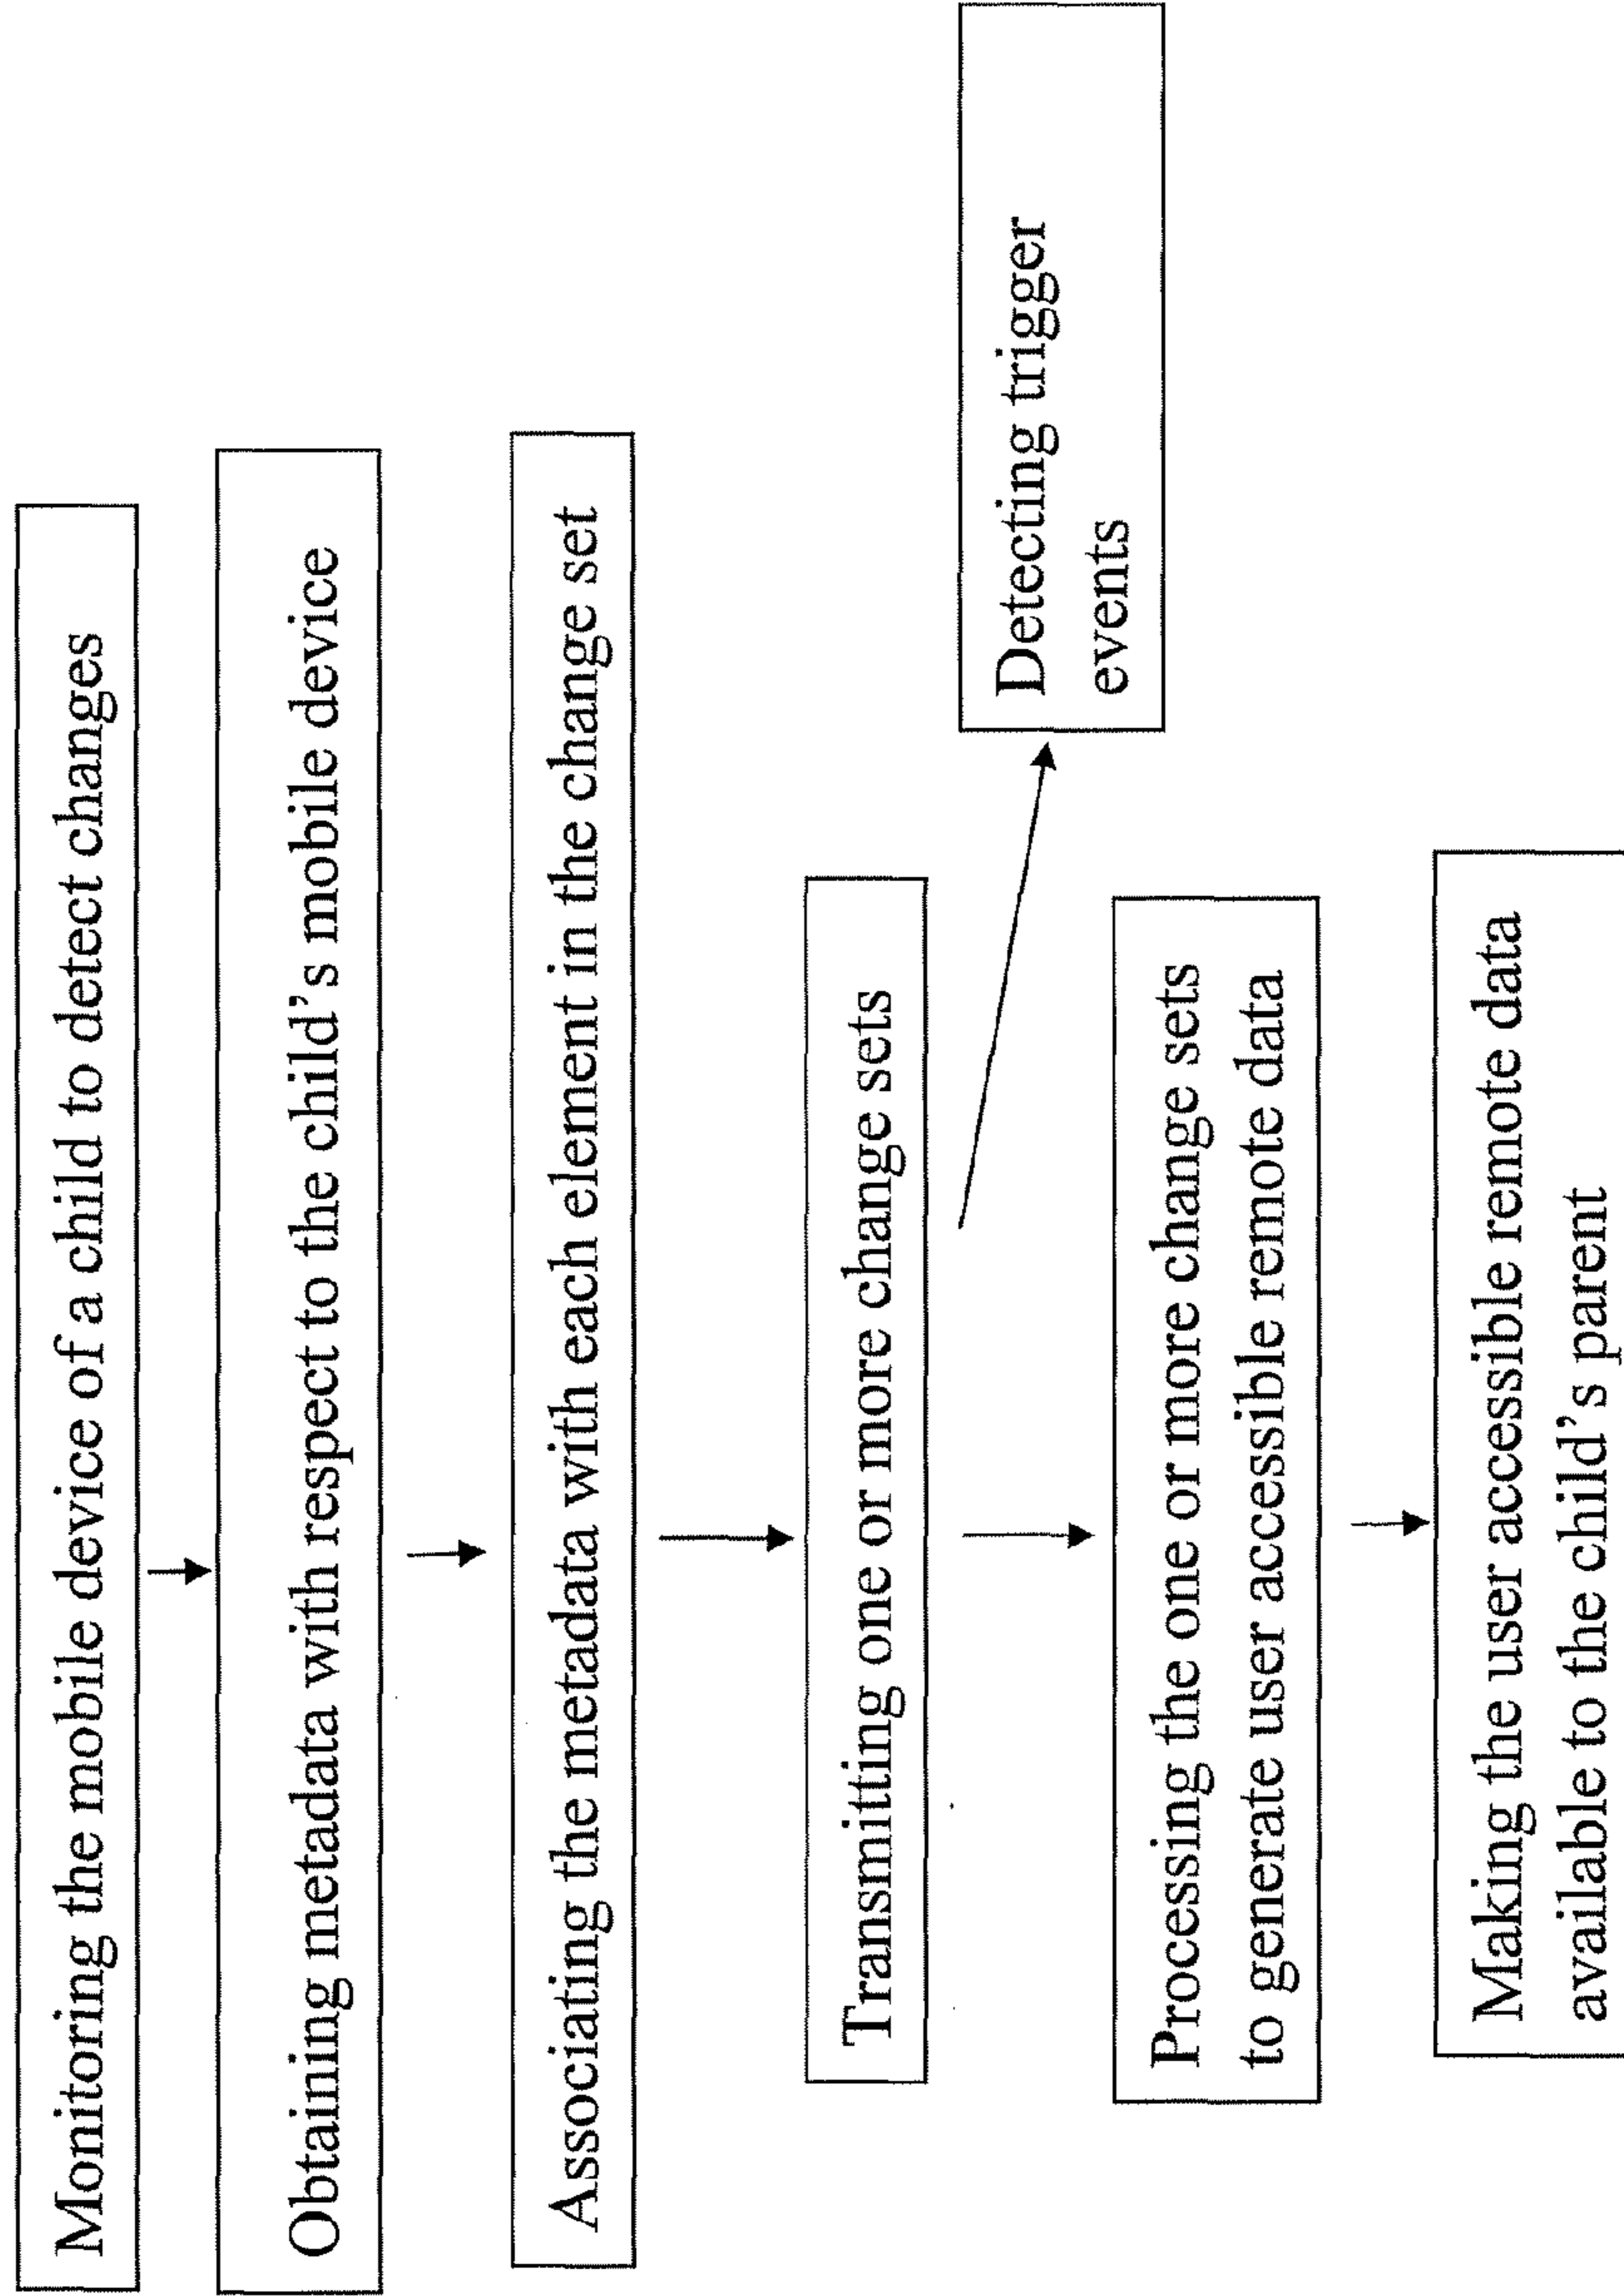 Monitoring the mobile device of a child to detect changes
Obtaining metadata with respect to the child's mobile device
Associating the metadata with each element in the change set
Transmitting one or more change sets
Detecting trigger
events
Processing the one or more change sets
to generate user accessible remote data
Making the user accessible remote data
available to the child's parent